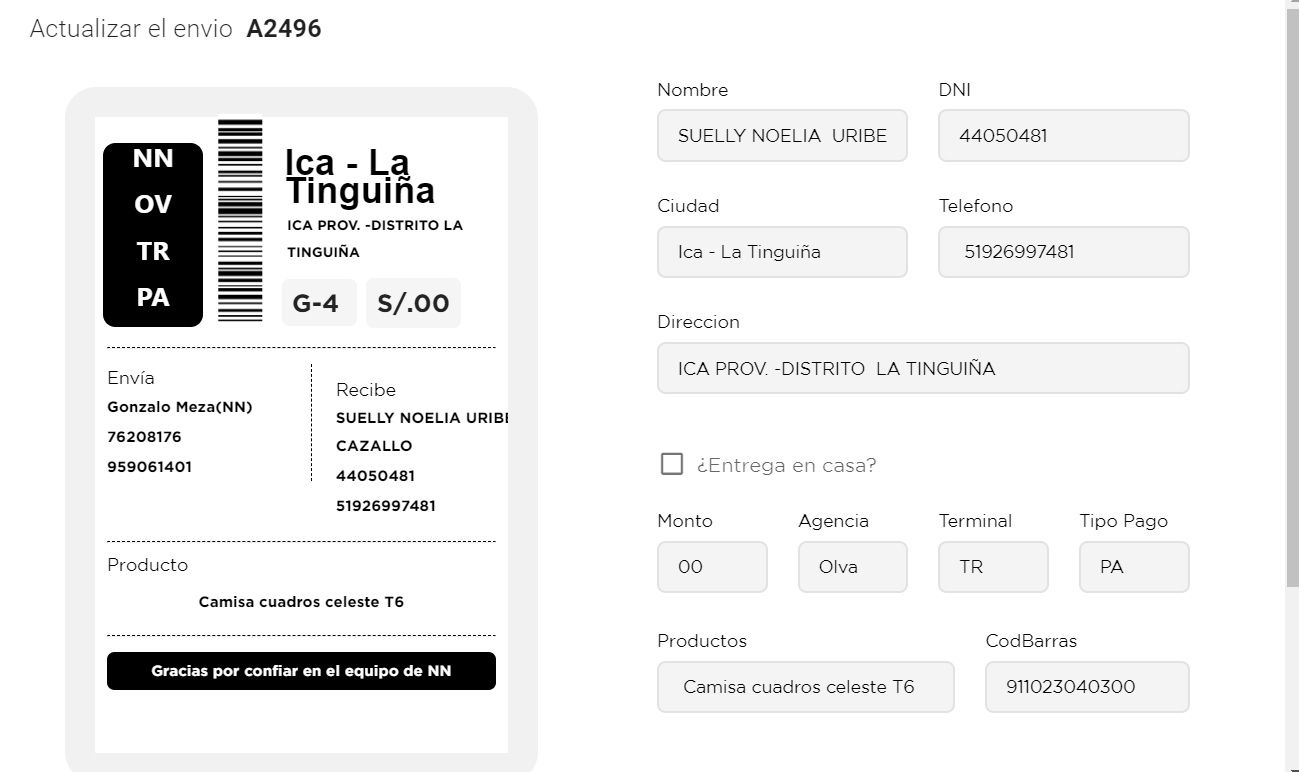 Actualizar el envio A2496
NN
OV
TR
PA
Ica - La
Tinguiña
ICA PROV. -DISTRITO LA
TINGUIÑA
G-4
S/.00
Envía
Gonzalo Meza(NN)
76208176
959061401
Recibe
SUELLY NOELIA URIBE
CAZALLO
44050481
51926997481
Producto
Camisa cuadros celeste T6
Gracias por confiar en el equipo de NN
Nombre
SUELLY NOELIA  URIBE
DNI
44050481
Ciudad
Ica - La Tinguiña
Telefono
51926997481
Direccion
ICA PROV. -DISTRITO  LA TINGUIÑA
¿Entrega en casa?
Monto
00
Agencia
Olva
Terminal
TR
Tipo Pago
PA
Productos
Camisa cuadros celeste T6
CodBarras
911023040300